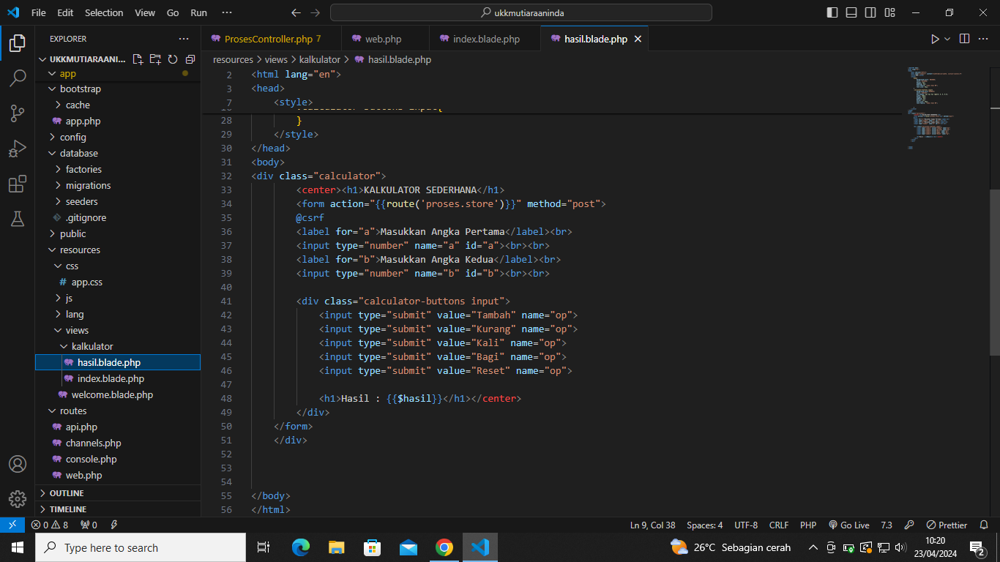 File Edit Selection View Go Run ··· ukkmutiaraaninda
EXPLORER ···
UKKMUTIARAANI...
app
bootstrap
cache
app.php
config
database
factories
migrations
seeders
.gitignore
public
resources
css
# app.css
js
lang
views
kalkulator
hasil.blade.php
index.blade.php
welcome.blade.php
routes
api.php
channels.php
console.php
web.php
OUTLINE
TIMELINE
ProsesController.php 7 web.php index.blade.php hasil.blade.php
resources > views > kalkulator > hasil.blade.php
2 <html lang="en">
3 <head>
7 <style>
28 }
29 </style>
30 </head>
31 <body>
32 <div class="calculator">
33 <center><h1>KALKULATOR SEDERHANA</h1>
34 <form action="{{route('proses.store')}}" method="post">
35 @csrf
36 <label for="a">Masukkan Angka Pertama</label><br>
37 <input type="number" name="a" id="a"><br><br>
38 <label for="b">Masukkan Angka Kedua</label><br>
39 <input type="number" name="b" id="b"><br><br>
40
41 <div class="calculator-buttons input">
42 <input type="submit" value="Tambah" name="op">
43 <input type="submit" value="Kurang" name="op">
44 <input type="submit" value="Kali" name="op">
45 <input type="submit" value="Bagi" name="op">
46 <input type="submit" value="Reset" name="op">
47
48 <h1>Hasil : {{$hasil}}</h1></center>
49 </div>
50 </form>
51 </div>
52
53
54
55 </body>
56 </html>
0 8 0 Ln 9, Col 38 Spaces: 4 UTF-8 CRLF PHP Go Live 7.3 Prettier
Type here to search 26°C Sebagian cerah 10:20
23/04/2024 2